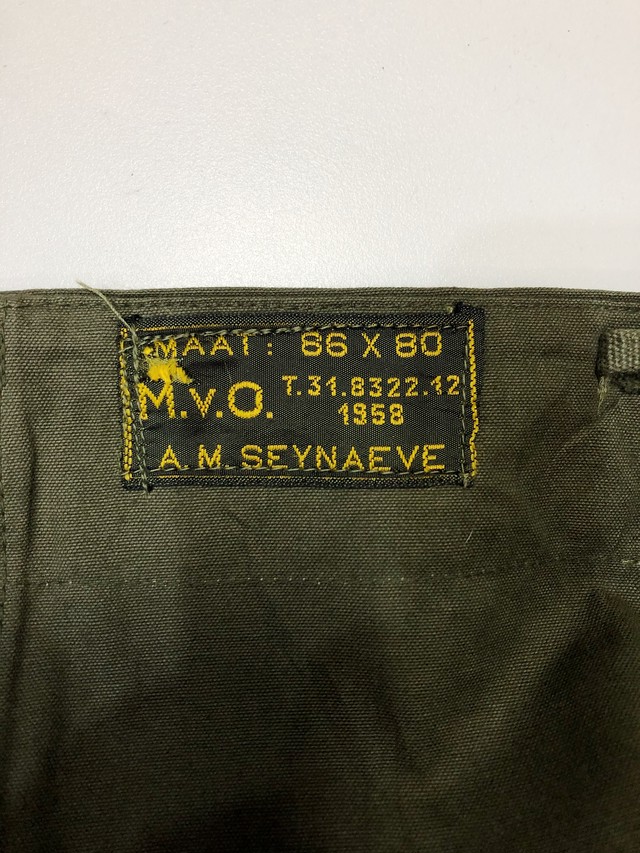 MAAT: 86 X 80
M.v.O. T.31.8322.12
1958
A.M. SEYNAEVE